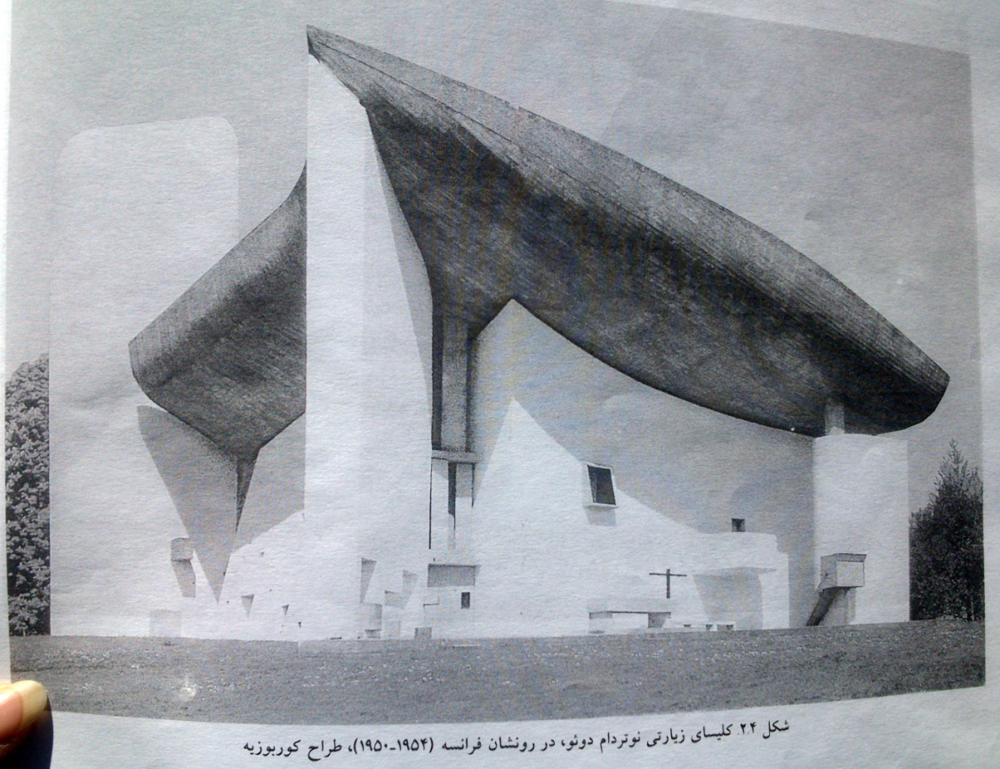 شکل ۲.۴. کلیسای زیارتی نوتردام دوئو، در رونشان فرانسه (۱۹۵۴-۱۹۵۰)، طراح کوربوزیه